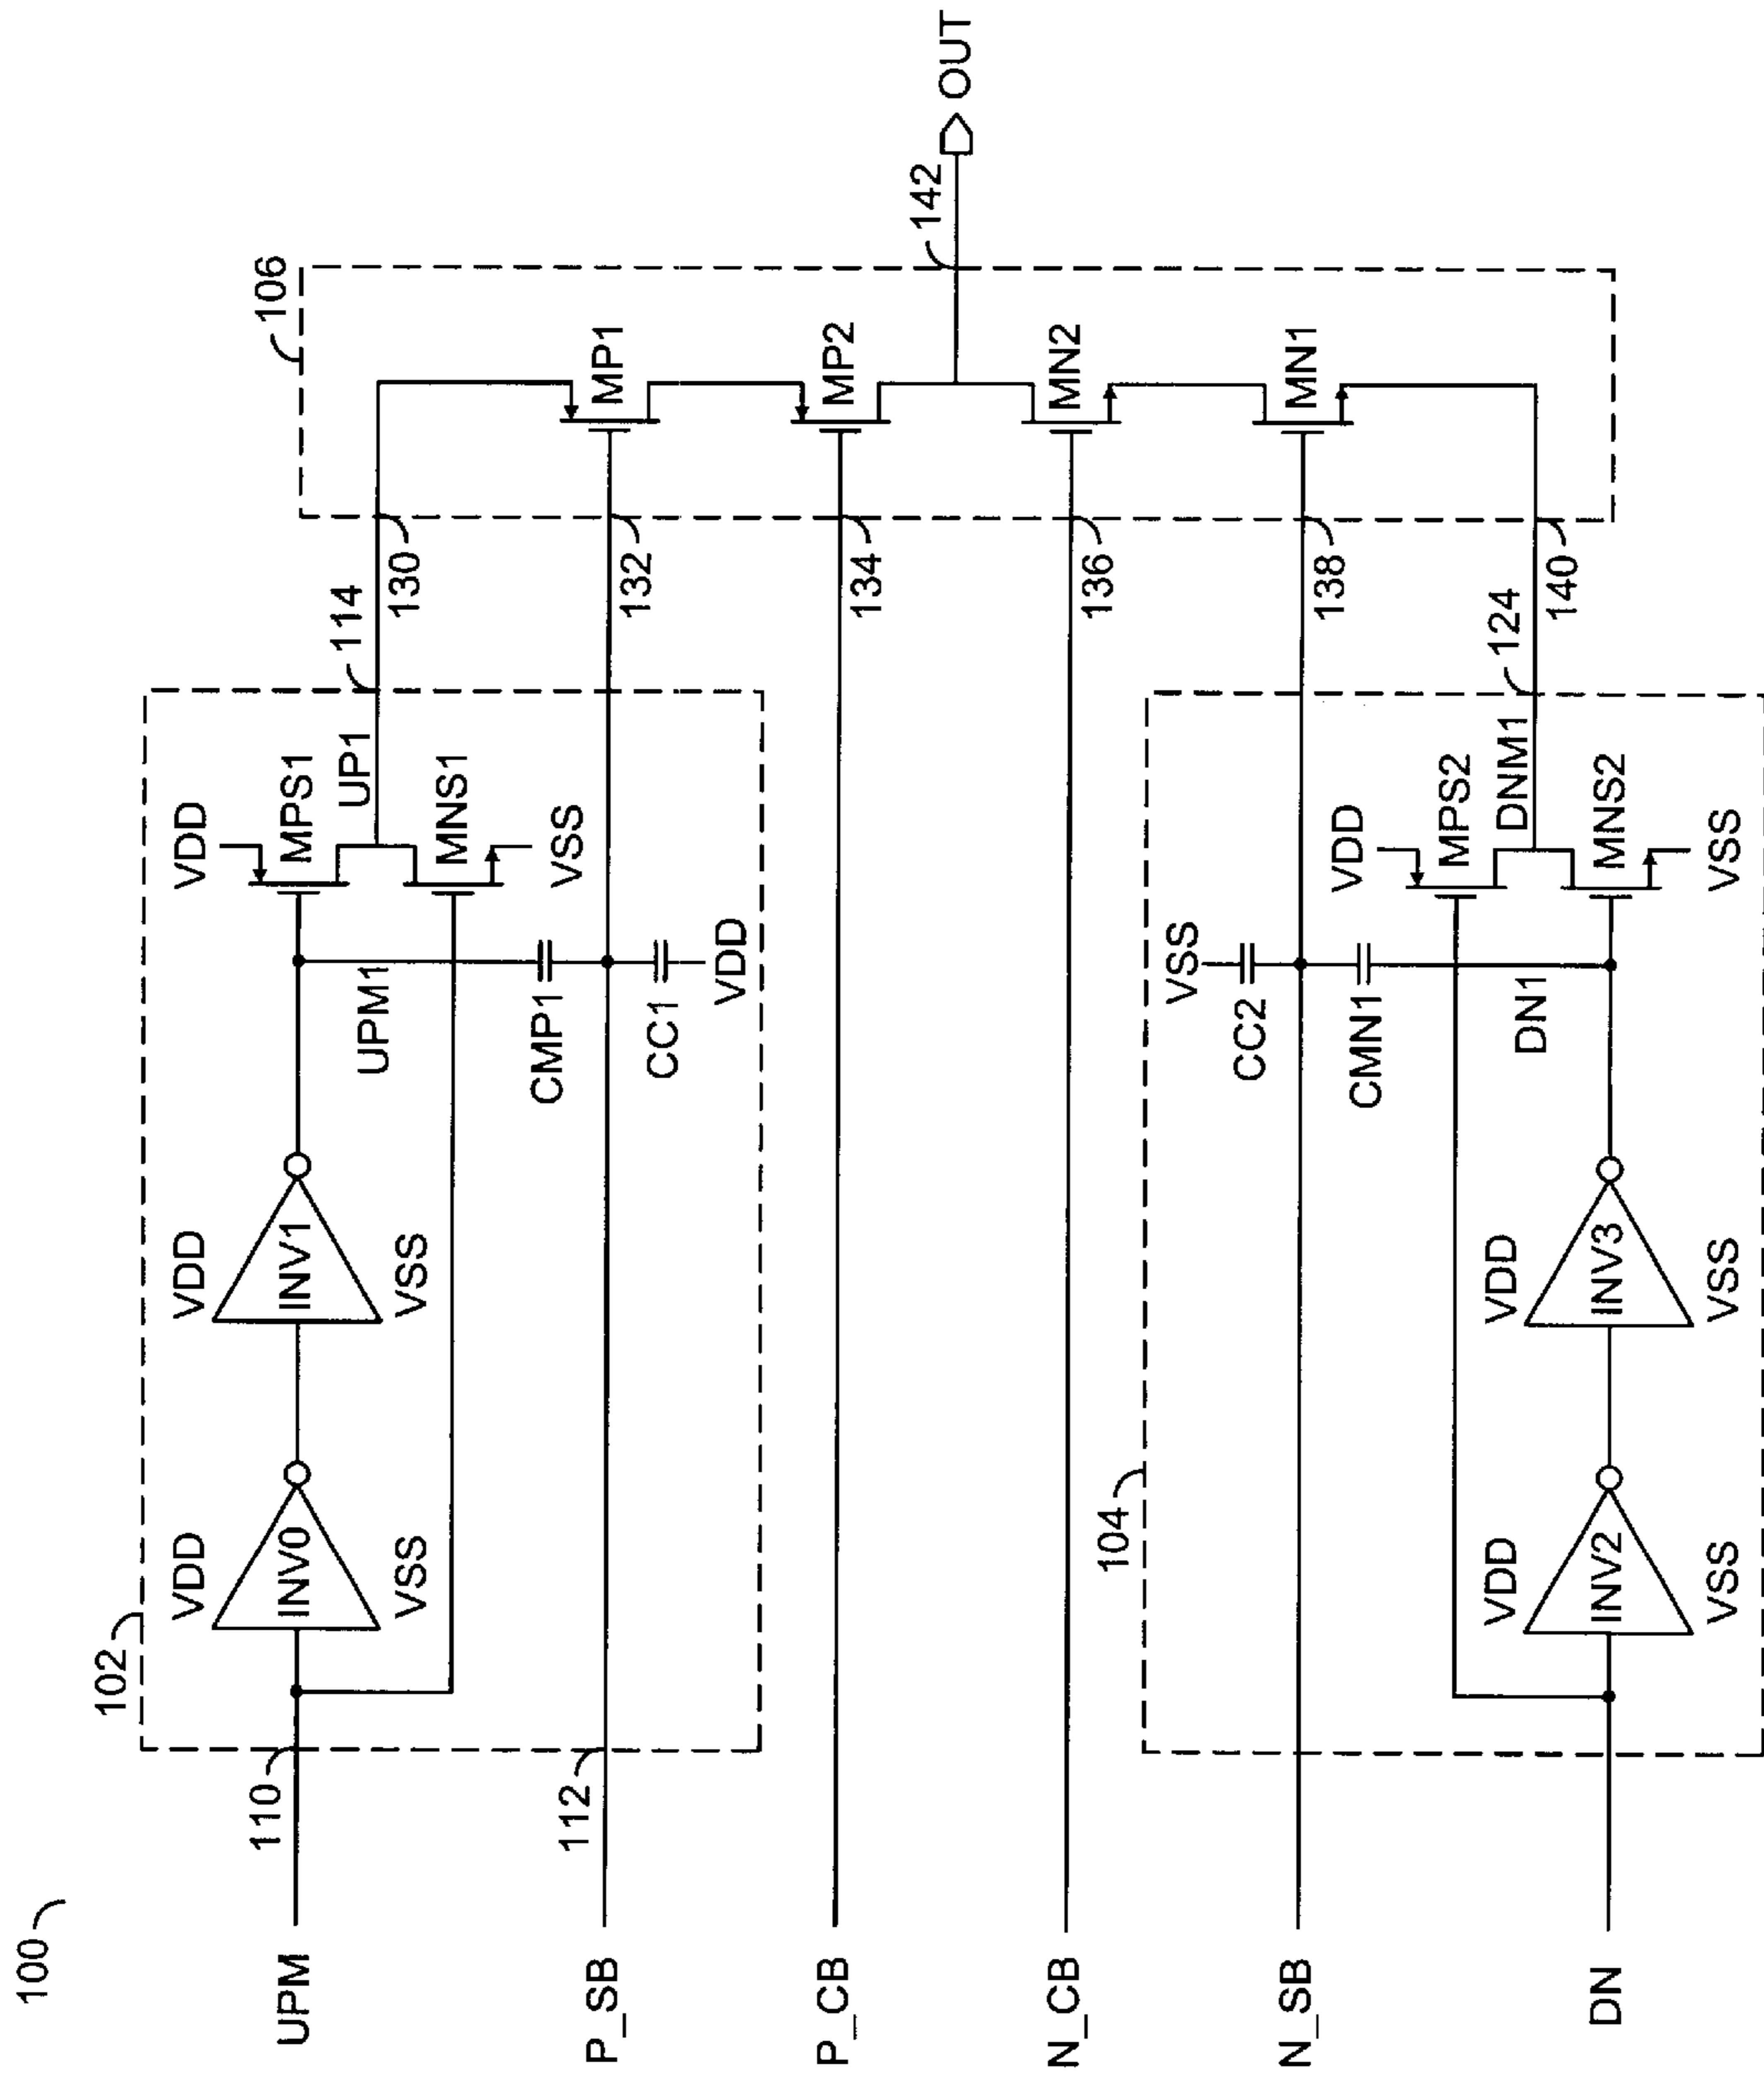 100
102
106
UPM
110
VDD
INV0
VSS
VDD
INV1
VSS
VDD
MPS1
UP1
MNS1
VSS
UPM1
114
130
P_SB
112
CMP1
CC1
VDD
132
MP1
P_CB
134
MP2
142
OUT
N_CB
136
MN2
104
N_SB
VSS
CC2
CMN1
138
MN1
DN
VDD
INV2
VSS
VDD
INV3
VSS
DN1
VDD
MPS2
DNM1
MNS2
VSS
124
140